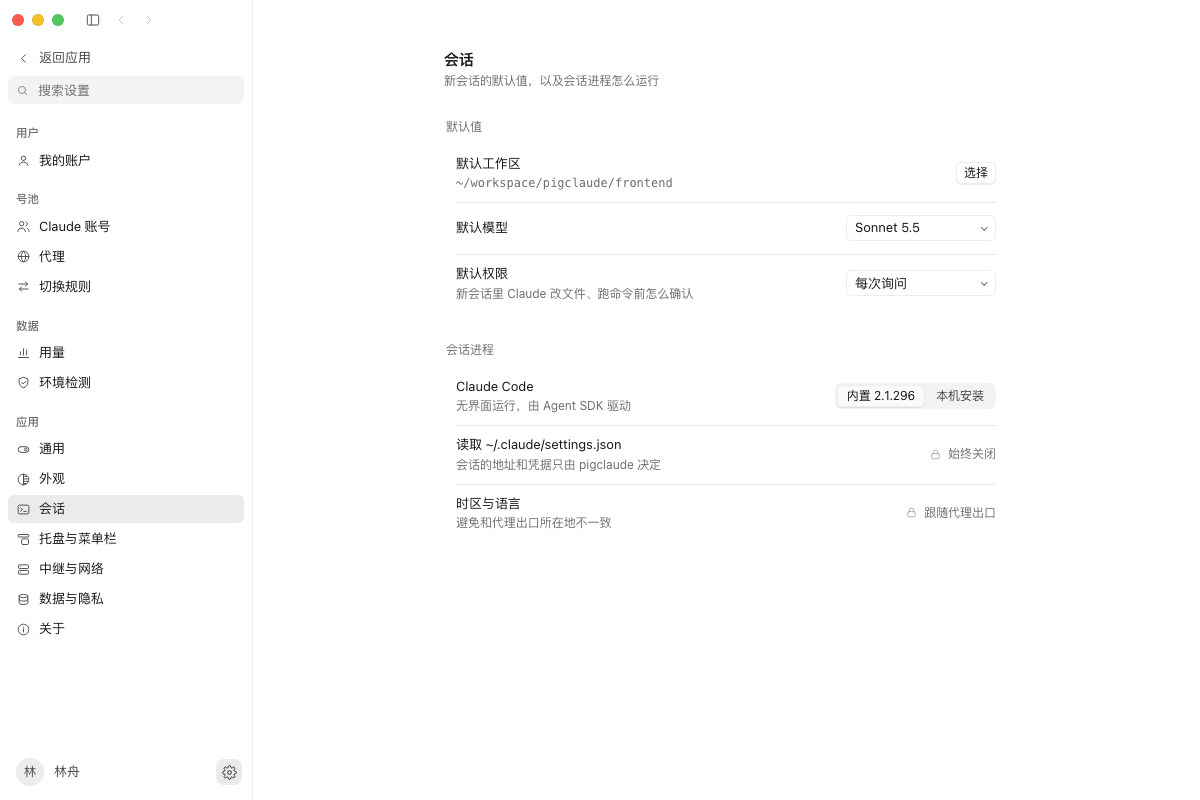 返回应用
搜索设置
用户
我的账户
号池
Claude 账号
代理
切换规则
数据
用量
环境检测
应用
通用
外观
会话
托盘与菜单栏
中继与网络
数据与隐私
关于
林 林舟
会话
新会话的默认值，以及会话进程怎么运行
默认值
默认工作区
~/workspace/pigclaude/frontend
选择
默认模型
Sonnet 5.5
默认权限
新会话里 Claude 改文件、跑命令前怎么确认
每次询问
会话进程
Claude Code
无界面运行，由 Agent SDK 驱动
内置 2.1.296 本机安装
读取 ~/.claude/settings.json
会话的地址和凭据只由 pigclaude 决定
始终关闭
时区与语言
避免和代理出口所在地不一致
跟随代理出口